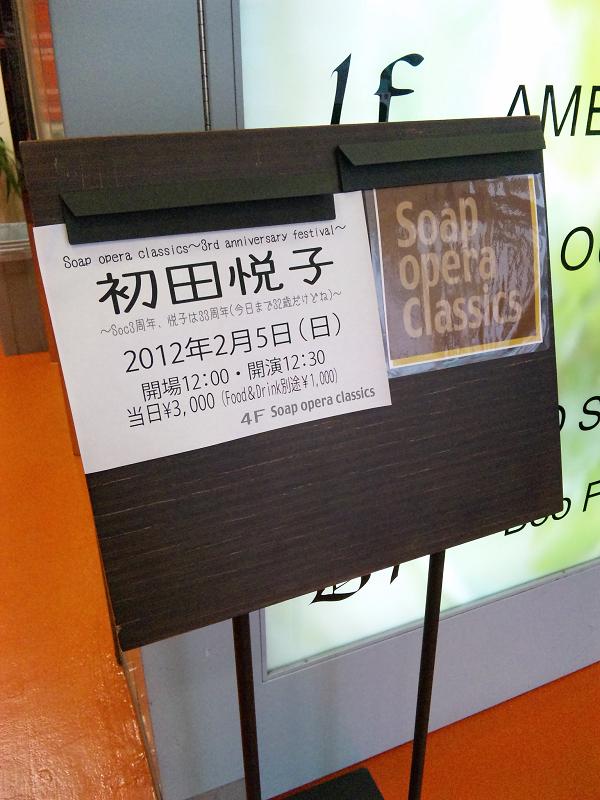 Soap opera classics～3rd anniversary festival～
初田悦子
～Soc3周年、悦子は33周年(今日まで32歳だけどね)～
2012年2月5日（日）
開場12:00・開演12:30
当日¥3,000（Food&Drink別途¥1,000）
4F Soap opera classics
Soap
opera
classics
1f
AME